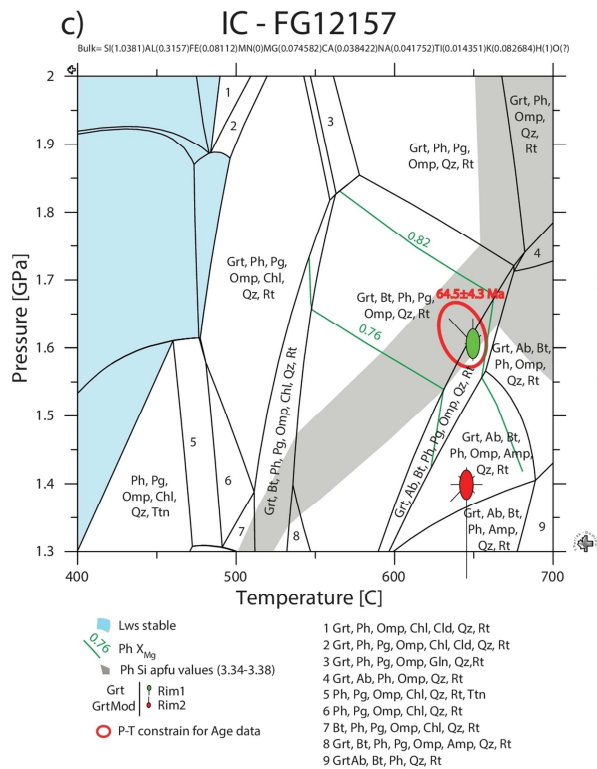 c) IC - FG12157
Bulk= SI(1.0381)AL(0.3157)FE(0.08112)MN(0)MG(0.074582)CA(0.038422)NA(0.041752)TI(0.014351)K(0.082684)H(1)O(?)
2
1.9
1.8
1.7
1.6
1.5
1.4
1.3
Pressure [GPa]
400
500
600
700
Temperature [C]
1
2
3
Grt, Ph, Pg,
Omp, Qz, Rt
Grt, Ph,
Omp,
Qz,
Rt
4
0.82
Grt, Ph, Pg,
Omp, Chl,
Qz, Rt
Grt, Bt, Ph, Pg,
Omp, Qz, Rt
64.5±4.3 Ma
0.76
Grt, Ab, Bt,
Ph, Omp,
Qz, Rt
Grt, Bt, Ph, Pg, Omp, Chl, Qz, Rt
Grt, Ab, Bt, Ph, Pg, Omp, Qz, Rt
Grt, Ab, Bt,
Ph, Omp, Amp,
Qz, Rt
5
6
Ph, Pg,
Omp, Chl,
Qz, Ttn
7
8
Grt, Ab, Bt,
Ph, Amp,
Qz, Rt
9
Lws stable
0.76 Ph XMg
Ph Si apfu values (3.34-3.38)
Grt Rim1
GrtMod Rim2
P-T constrain for Age data
1 Grt, Ph, Omp, Chl, Cld, Qz, Rt
2 Grt, Ph, Pg, Omp, Chl, Cld, Qz, Rt
3 Grt, Ph, Pg, Omp, Gln, Qz,Rt
4 Grt, Ab, Ph, Omp, Qz, Rt
5 Ph, Pg, Omp, Chl, Qz, Rt, Ttn
6 Ph, Pg, Omp, Chl, Qz, Rt
7 Bt, Ph, Pg, Omp, Chl, Qz, Rt
8 Grt, Bt, Ph, Pg, Omp, Amp, Qz, Rt
9 GrtAb, Bt, Ph, Qz, Rt